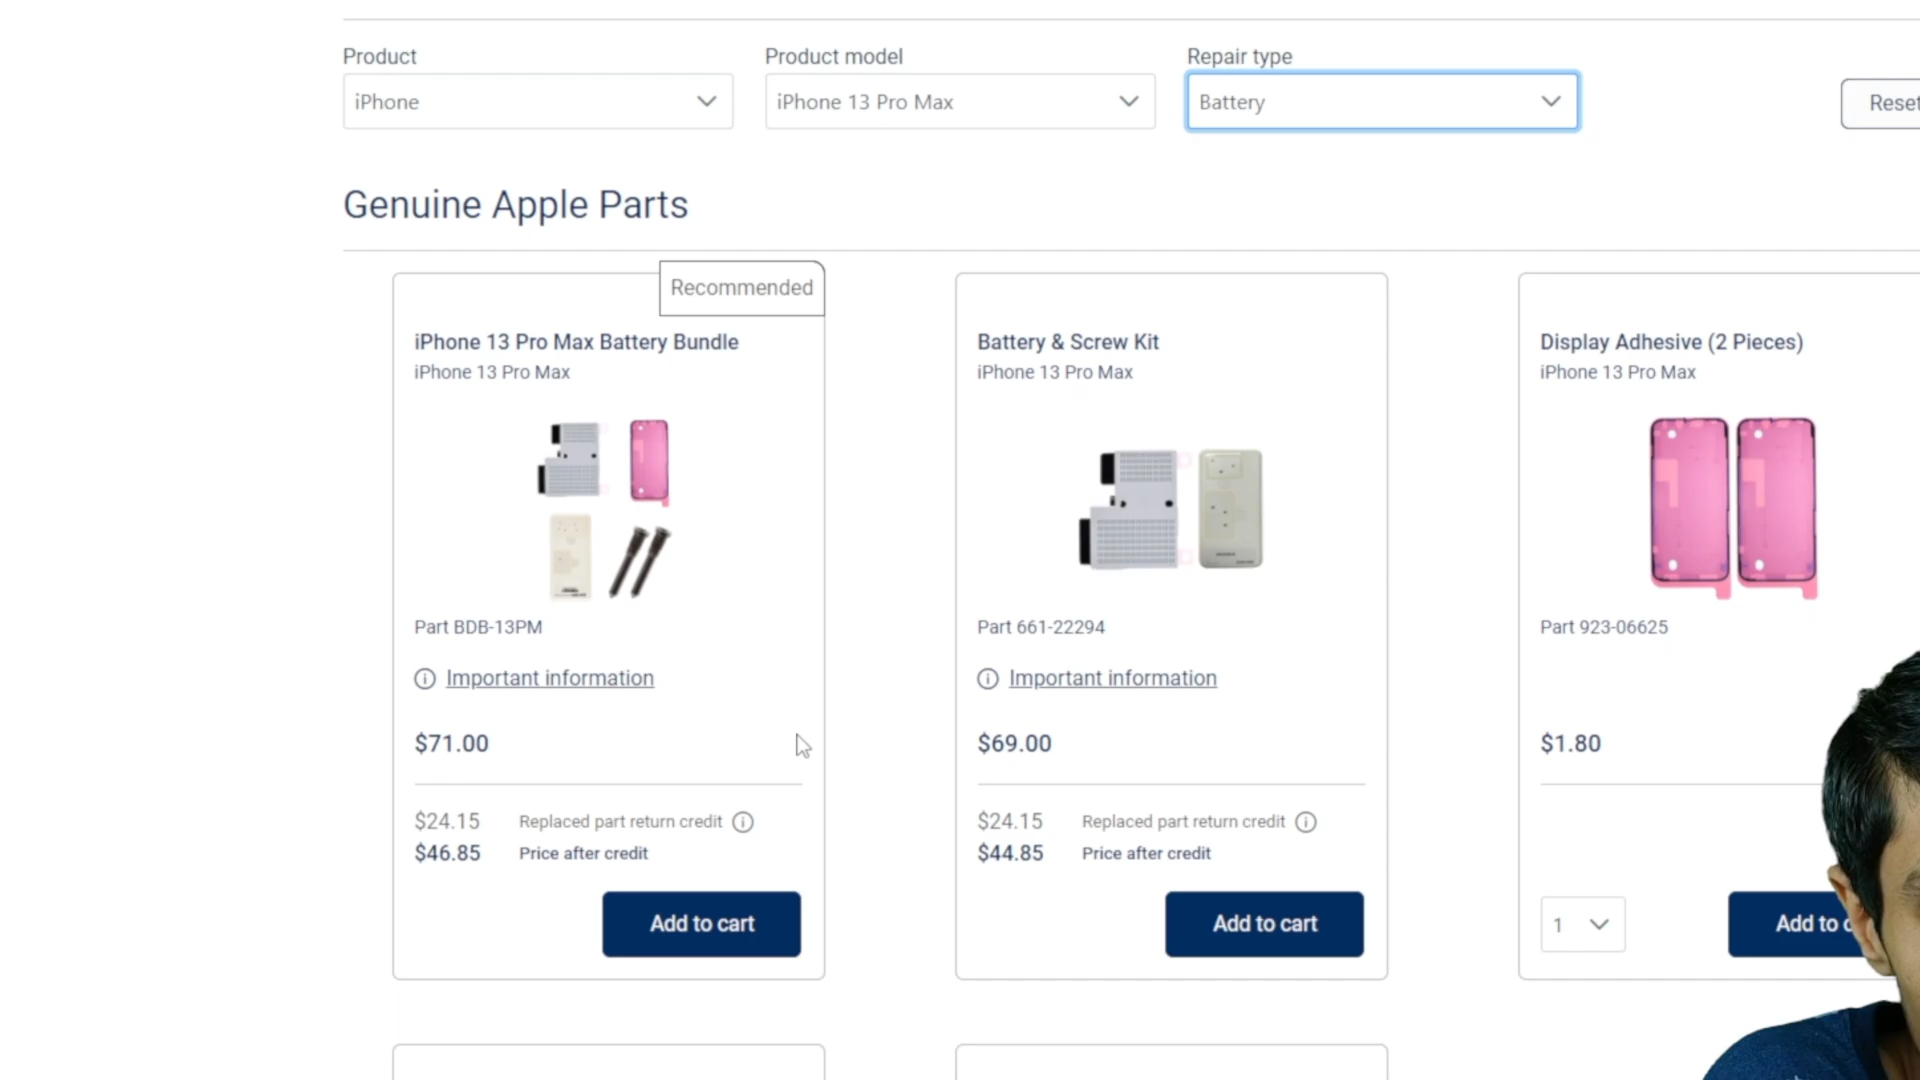 Product
Product model
Repair type
iPhone
iPhone 13 Pro Max
Battery
Reset
Genuine Apple Parts
Recommended
iPhone 13 Pro Max Battery Bundle
iPhone 13 Pro Max
Part BDB-13PM
Important information
$71.00
$24.15 Replaced part return credit
$46.85 Price after credit
Add to cart
Battery & Screw Kit
iPhone 13 Pro Max
Part 661-22294
Important information
$69.00
$24.15 Replaced part return credit
$44.85 Price after credit
Add to cart
Display Adhesive (2 Pieces)
iPhone 13 Pro Max
Part 923-06625
$1.80
1
Add to c